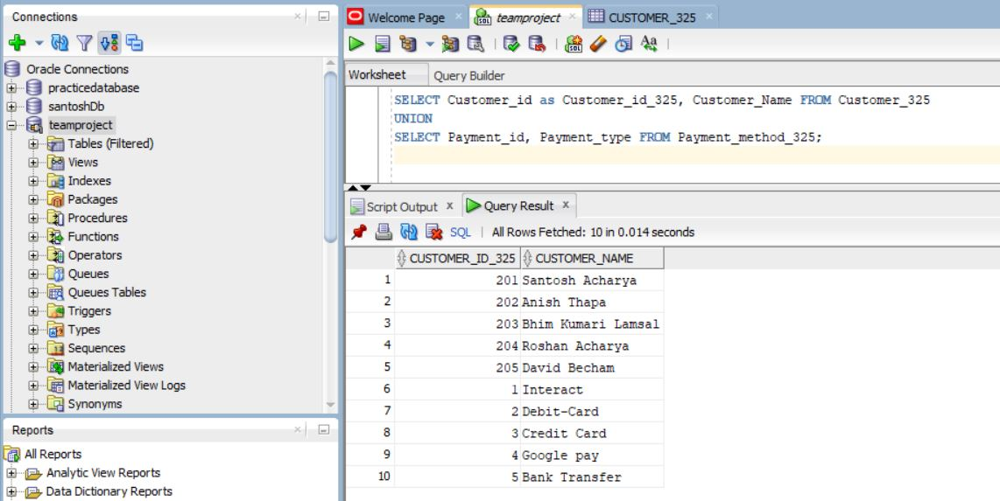 Connections
Oracle Connections
practicedatabase
santoshDb
teamproject
Tables (Filtered)
Views
Indexes
Packages
Procedures
Functions
Operators
Queues
Queues Tables
Triggers
Types
Sequences
Materialized Views
Materialized View Logs
Synonyms
Reports
All Reports
Analytic View Reports
Data Dictionary Reports
Welcome Page teamproject CUSTOMER_325
Worksheet Query Builder
SELECT Customer_id as Customer_id_325, Customer_Name FROM Customer_325
UNION
SELECT Payment_id, Payment_type FROM Payment_method_325;
Script Output x Query Result x
SQL | All Rows Fetched: 10 in 0.014 seconds
CUSTOMER_ID_325 CUSTOMER_NAME
1 201 Santosh Acharya
2 202 Anish Thapa
3 203 Bhim Kumari Lamsal
4 204 Roshan Acharya
5 205 David Becham
6 1 Interact
7 2 Debit-Card
8 3 Credit Card
9 4 Google pay
10 5 Bank Transfer